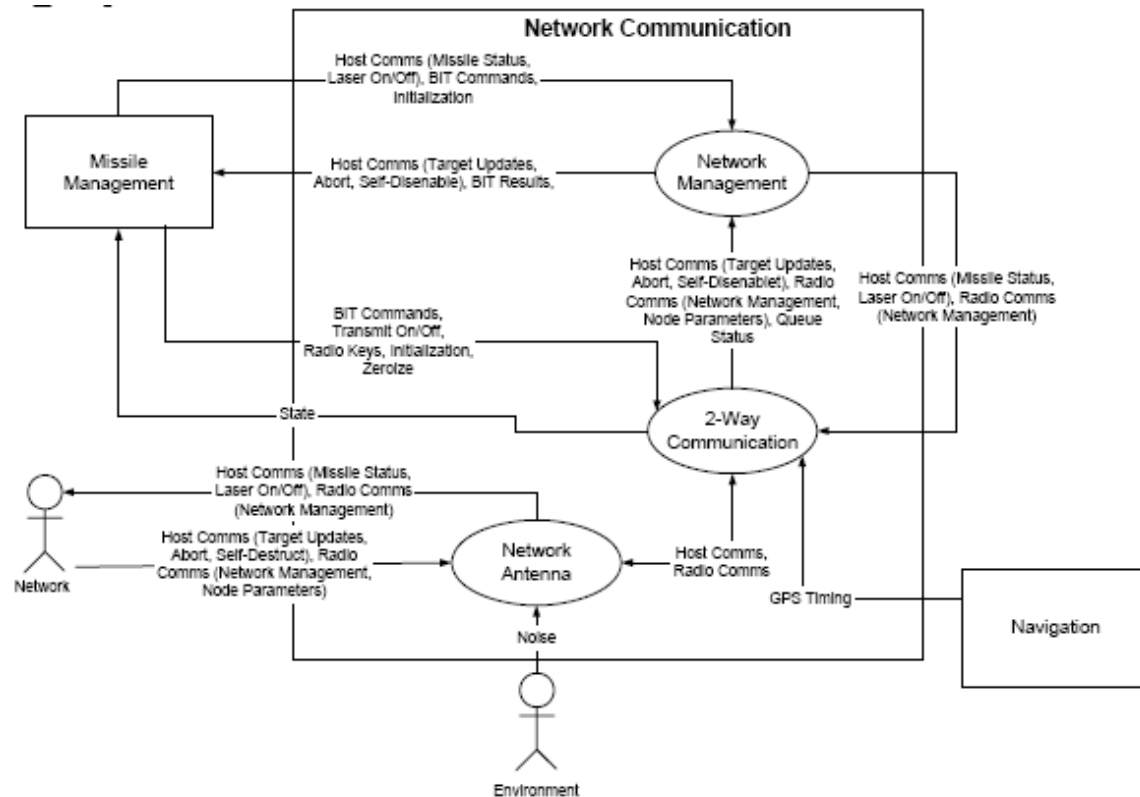 Network Communication
Host Comms (Missile Status,
Laser On/Off), BIT Commands,
Initialization
Missile
Management
Host Comms (Target Updates,
Abort, Self-Disenable), BIT Results,
Network
Management
Host Comms (Target Updates,
Abort, Self-Disenablet), Radio
Comms (Network Management,
Node Parameters), Queue
Status
Host Comms (Missile Status,
Laser On/Off), Radio Comms
(Network Management)
BIT Commands,
Transmit On/Off,
Radio Keys, Initialization,
Zeroize
State
2-Way
Communication
Host Comms (Missile Status,
Laser On/Off), Radio Comms
(Network Management)
Host Comms (Target Updates,
Abort, Self-Destruct), Radio
Comms (Network Management,
Node Parameters)
Network
Network
Antenna
Host Comms,
Radio Comms
GPS Timing
Navigation
Noise
Environment